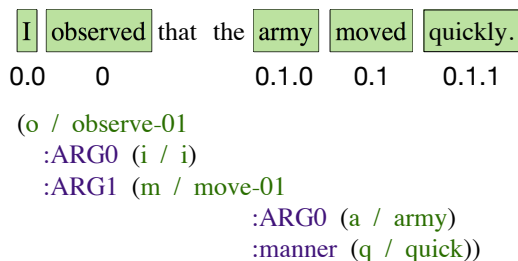 I observed that the army moved quickly.
0.0 0 0.1.0 0.1 0.1.1
(o / observe-01
:ARG0 (i / i)
:ARG1 (m / move-01
:ARG0 (a / army)
:manner (q / quick))